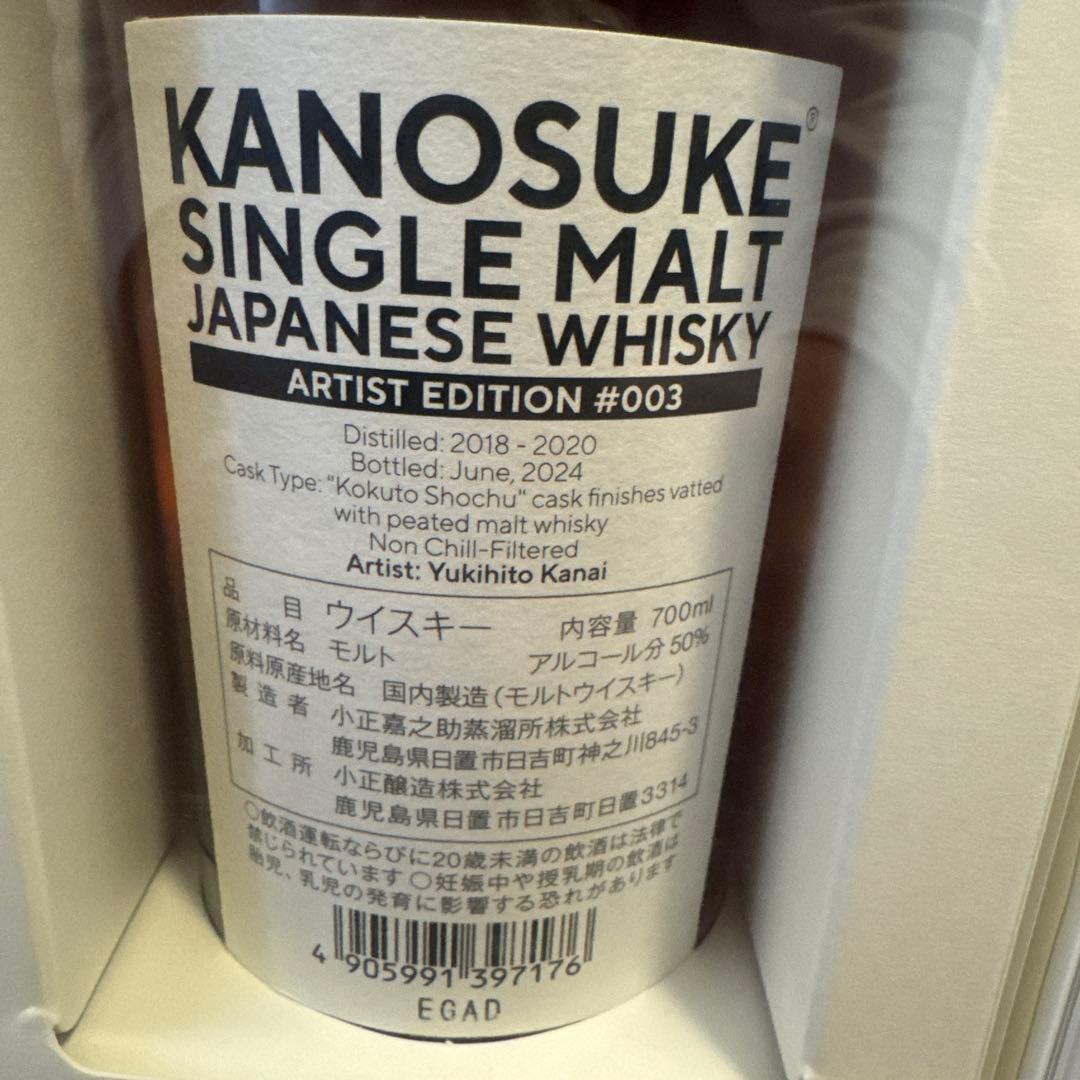 KANOSUKE®
SINGLE MALT
JAPANESE WHISKY
ARTIST EDITION #003
Distilled: 2018 - 2020
Bottled: June, 2024
Cask Type: "Kokuto Shochu" cask finishes vatted
with peated malt whisky
Non Chill-Filtered
Artist: Yukihito Kanai
品目 ウイスキー 内容量 700ml
原材料名 モルト アルコール分 50%
原料原産地名 国内製造(モルトウイスキー)
製造者 小正嘉之助蒸溜所株式会社
鹿児島県日置市日吉町神之川845-3
加工所 小正醸造株式会社
鹿児島県日置市日吉町日置3314
○飲酒運転ならびに20歳未満の飲酒は法律で
禁じられています ○妊娠中や授乳期の飲酒は
胎児、乳児の発育に影響する恐れがあります
4 905991 397176
EGAD